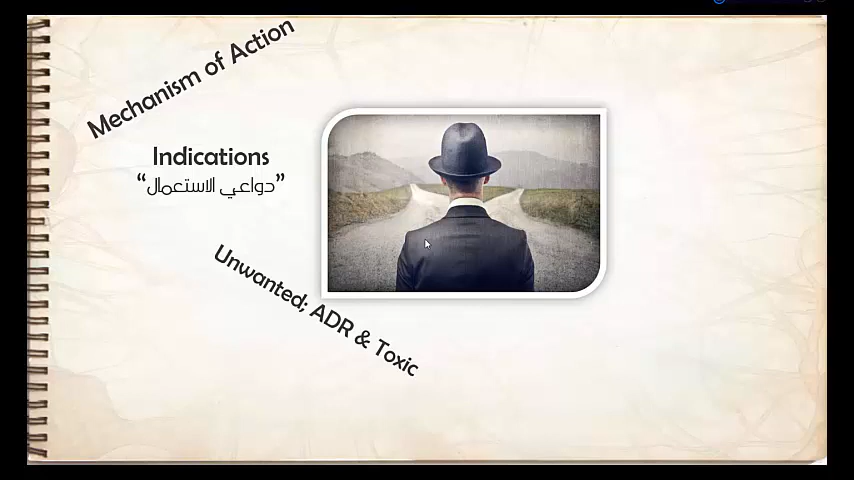 Mechanism of Action
Indications
“دواعي الاستعمال”
Unwanted; ADR & Toxic